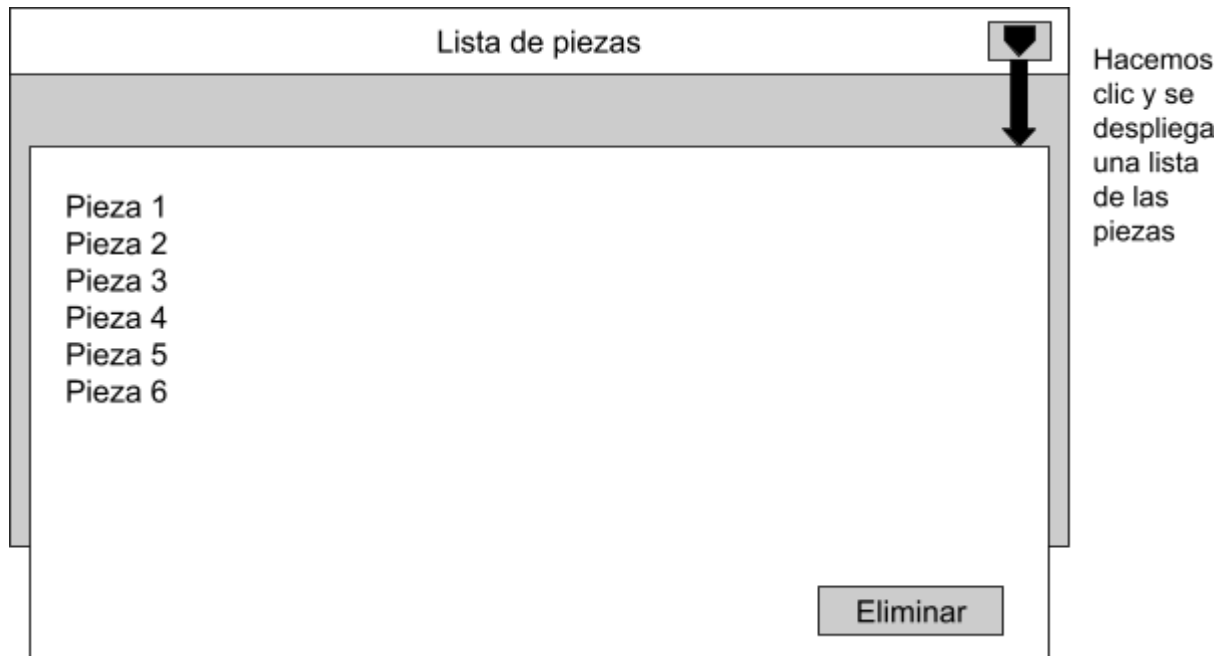 Lista de piezas
Hacemos
clic y se
despliega
una lista
de las
piezas
Pieza 1
Pieza 2
Pieza 3
Pieza 4
Pieza 5
Pieza 6
Eliminar